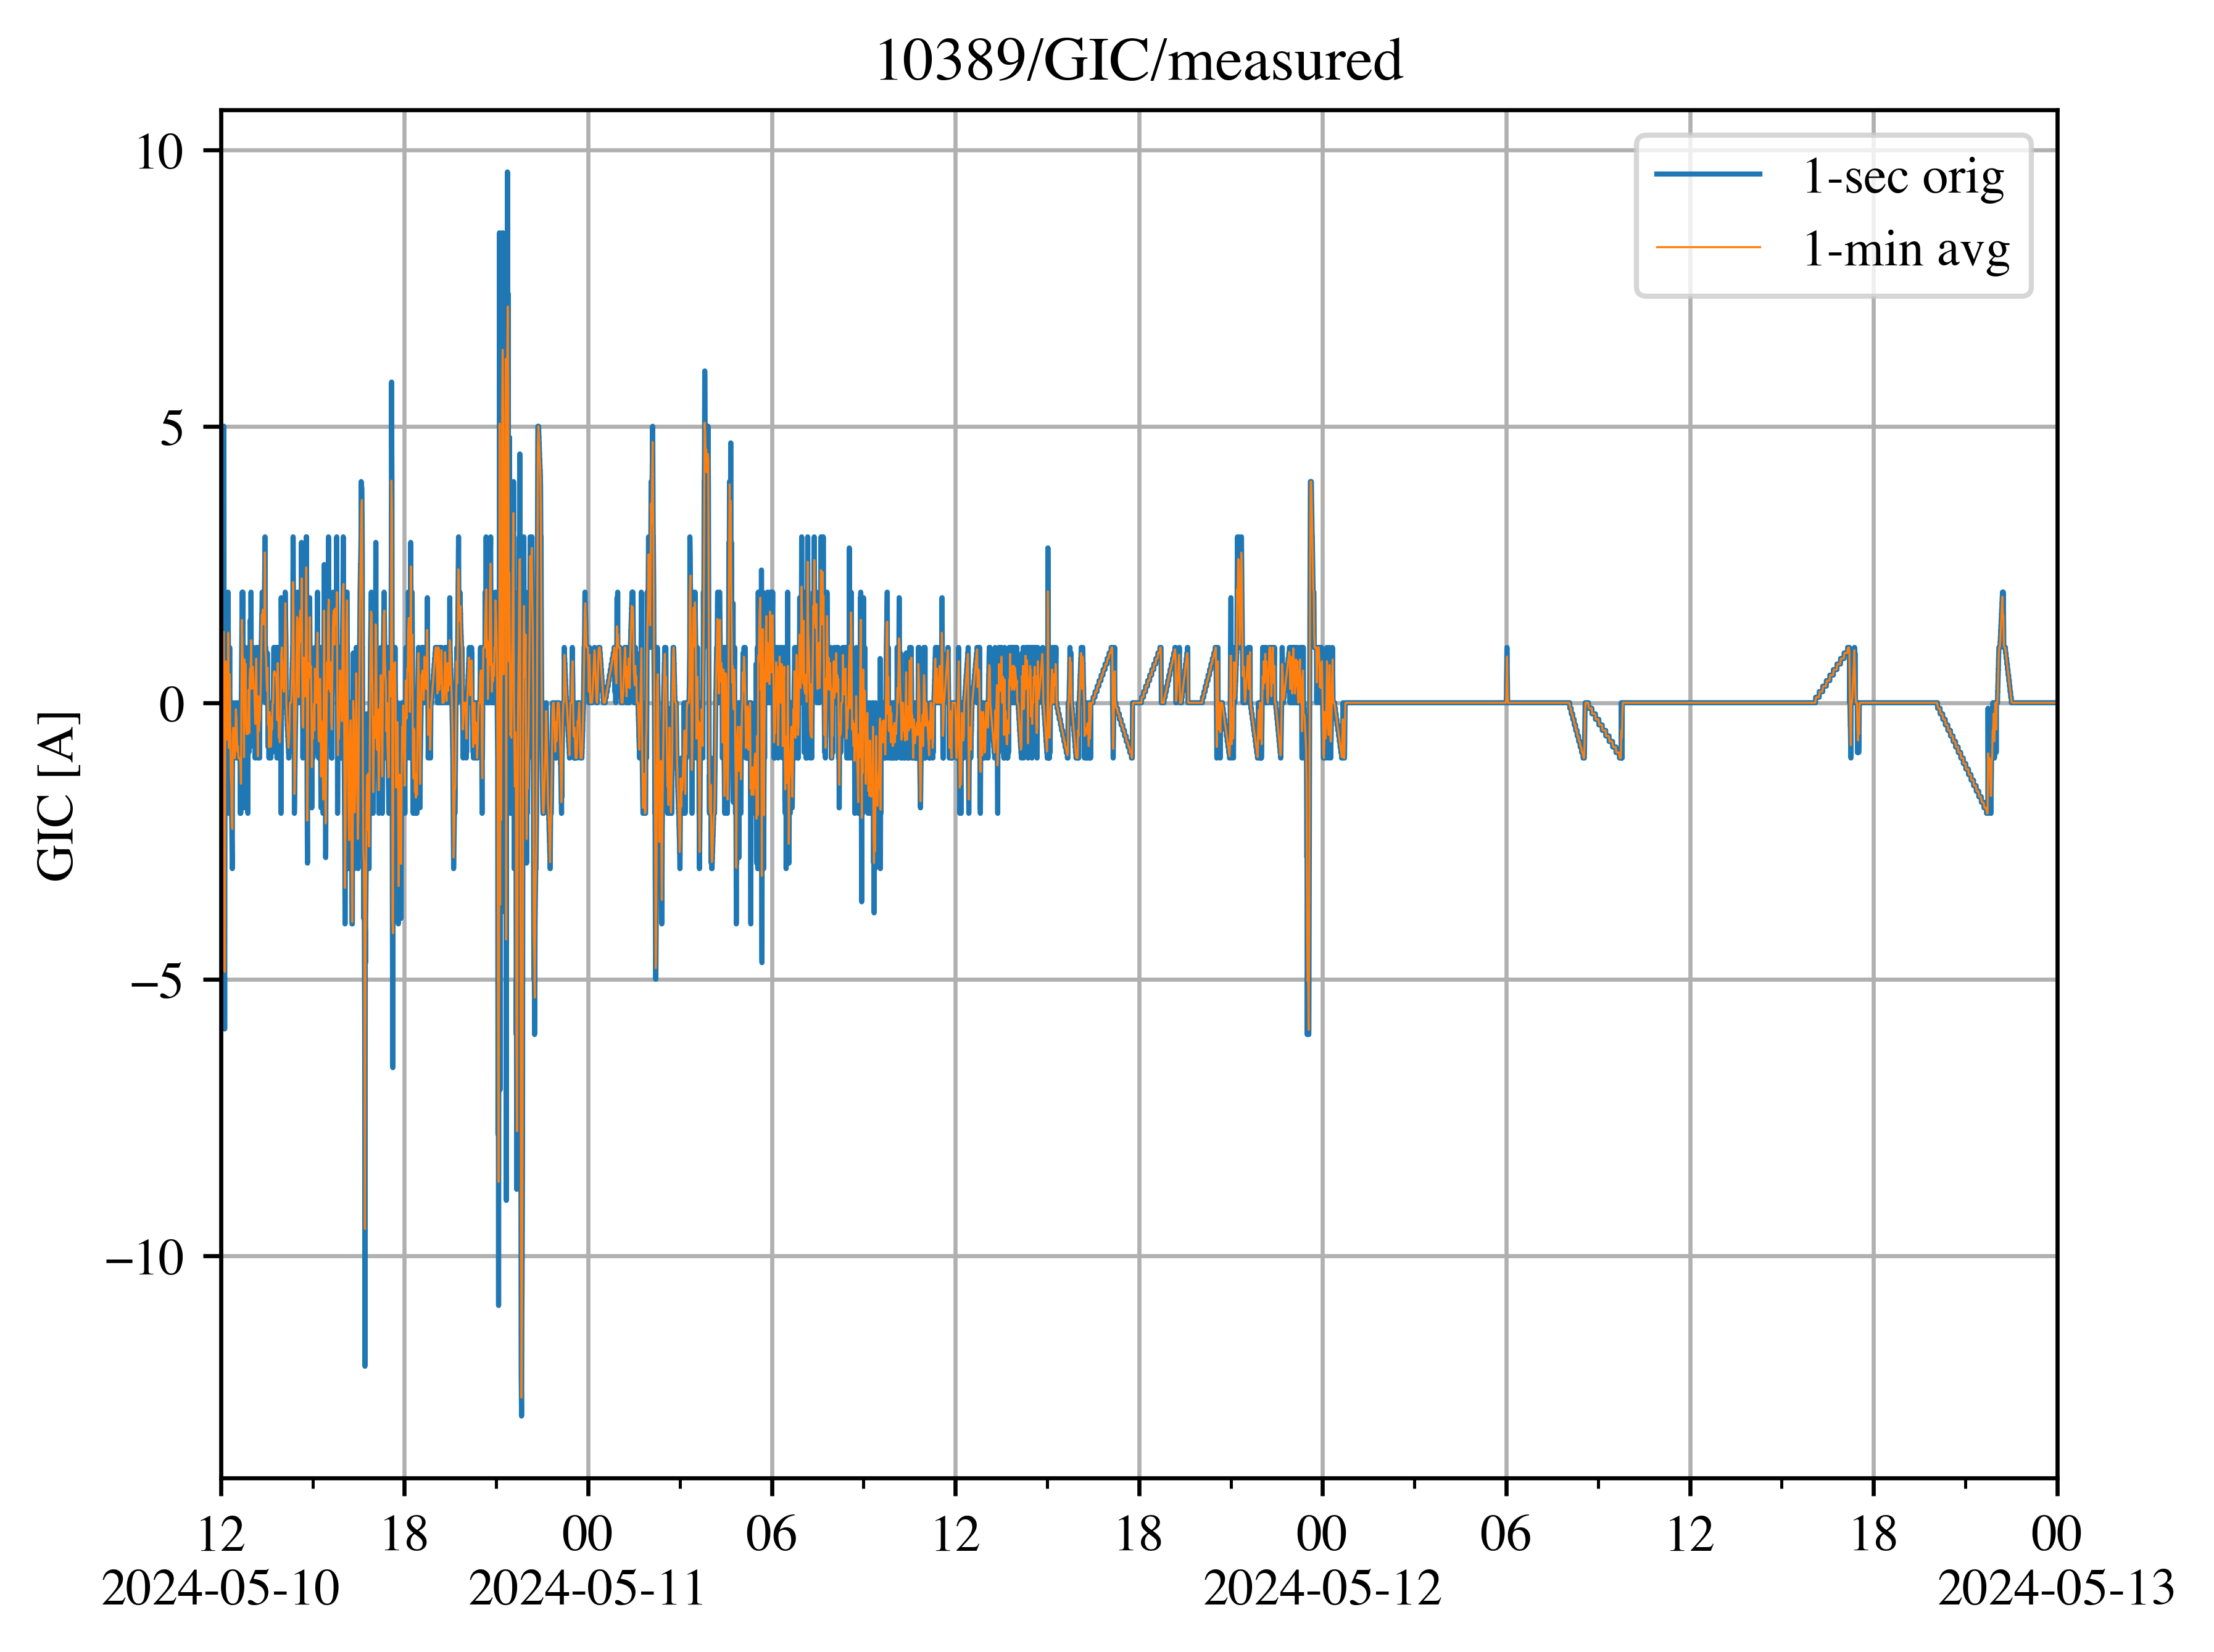 10389/GIC/measured
1-sec orig
1-min avg
GIC [A]
10
5
0
−5
−10
12 18 00 06 12 18 00 06 12 18 00
2024-05-10 2024-05-11 2024-05-12 2024-05-13